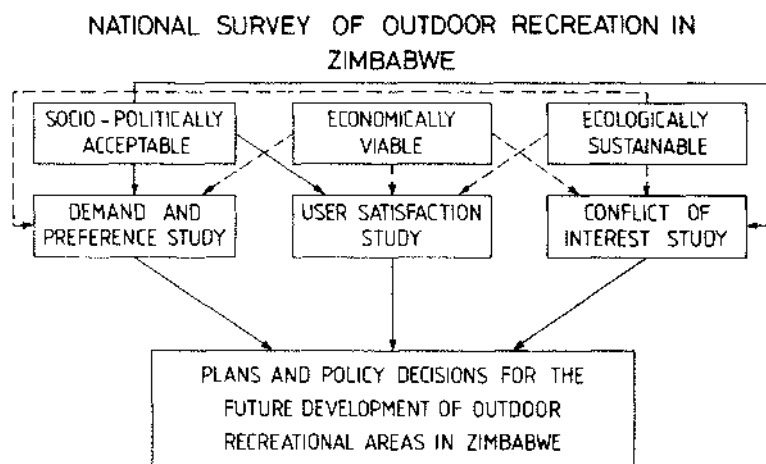 NATIONAL SURVEY OF OUTDOOR RECREATION IN
ZIMBABWE
SOCIO-POLITICALLY
ACCEPTABLE
ECONOMICALLY
VIABLE
ECOLOGICALLY
SUSTAINABLE
DEMAND AND
PREFERENCE STUDY
USER SATISFACTION
STUDY
CONFLICT OF
INTEREST STUDY
PLANS AND POLICY DECISIONS FOR THE
FUTURE DEVELOPMENT OF OUTDOOR
RECREATIONAL AREAS IN ZIMBABWE